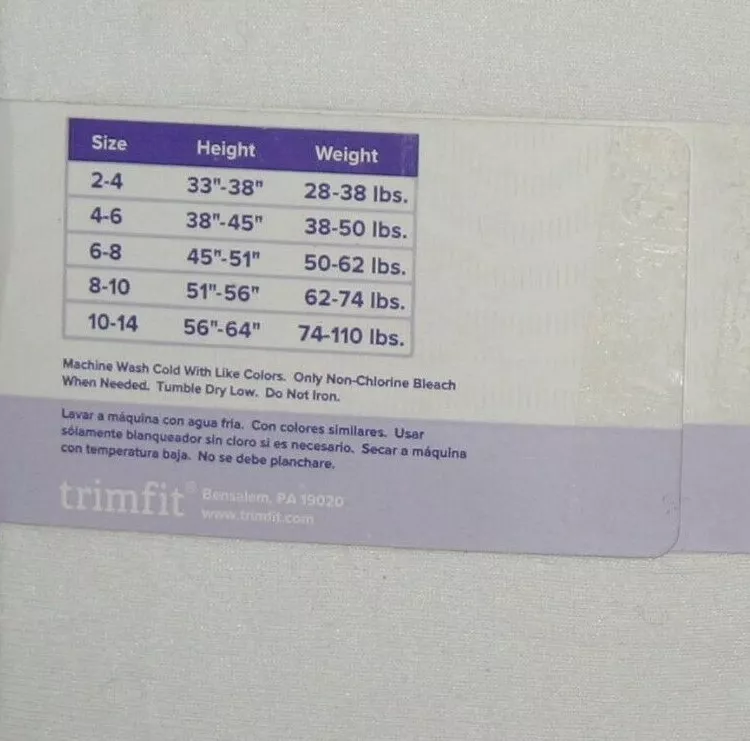 Size Height Weight
2-4 33"-38" 28-38 lbs.
4-6 38"-45" 38-50 lbs.
6-8 45"-51" 50-62 lbs.
8-10 51"-56" 62-74 lbs.
10-14 56"-64" 74-110 lbs.
Machine Wash Cold With Like Colors. Only Non-Chlorine Bleach
When Needed. Tumble Dry Low. Do Not Iron.
Lavar a máquina con agua fria. Con colores similares. Usar
sólamente blanqueador sin cloro si es necesario. Secar a máquina
con temperatura baja. No se debe planchare.
trimfit® Bensalem, PA 19020
www.trimfit.com